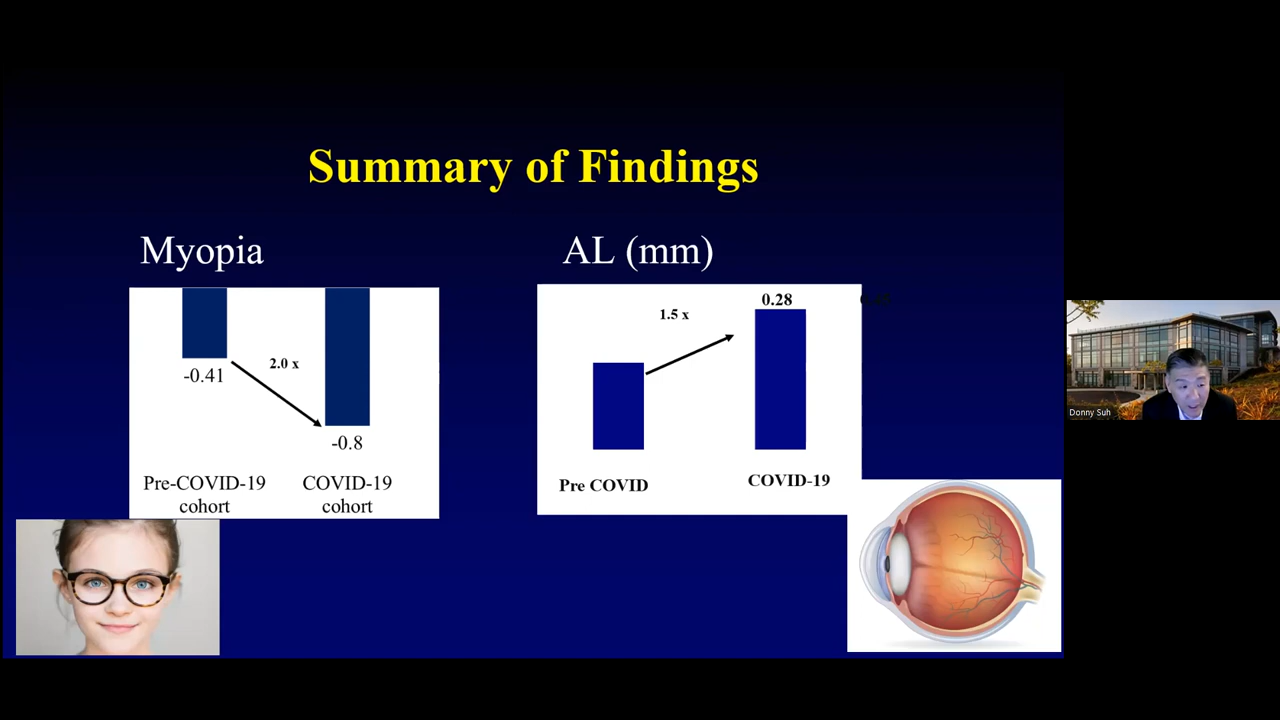 Summary of Findings
Myopia
-0.41
2.0 x
-0.8
Pre-COVID-19
cohort
COVID-19
cohort
AL (mm)
1.5 x
0.28
Pre COVID
COVID-19
Donny Suh